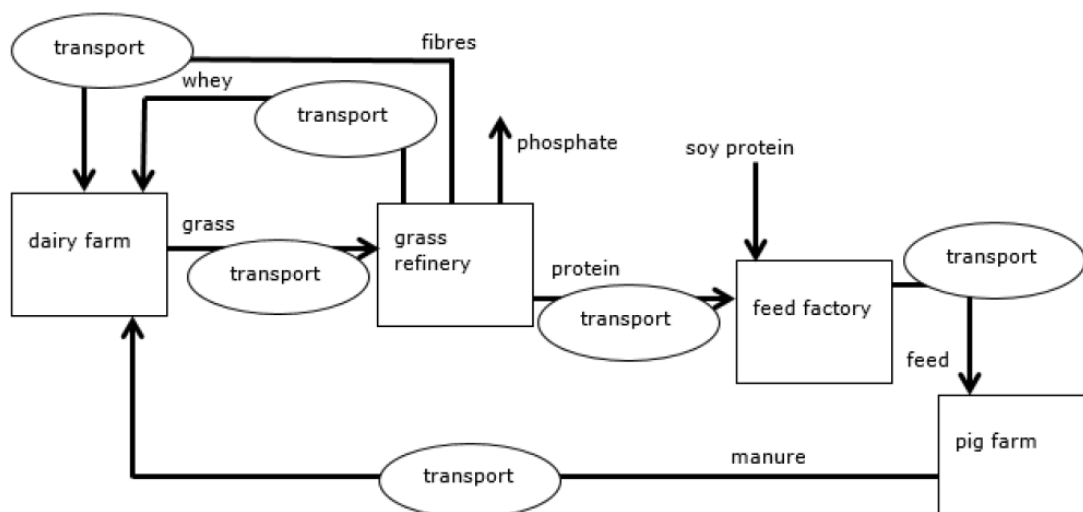 transport
fibres
whey
transport
phosphate
soy protein
dairy farm
grass
transport
grass
refinery
protein
transport
feed factory
transport
feed
pig farm
manure
transport